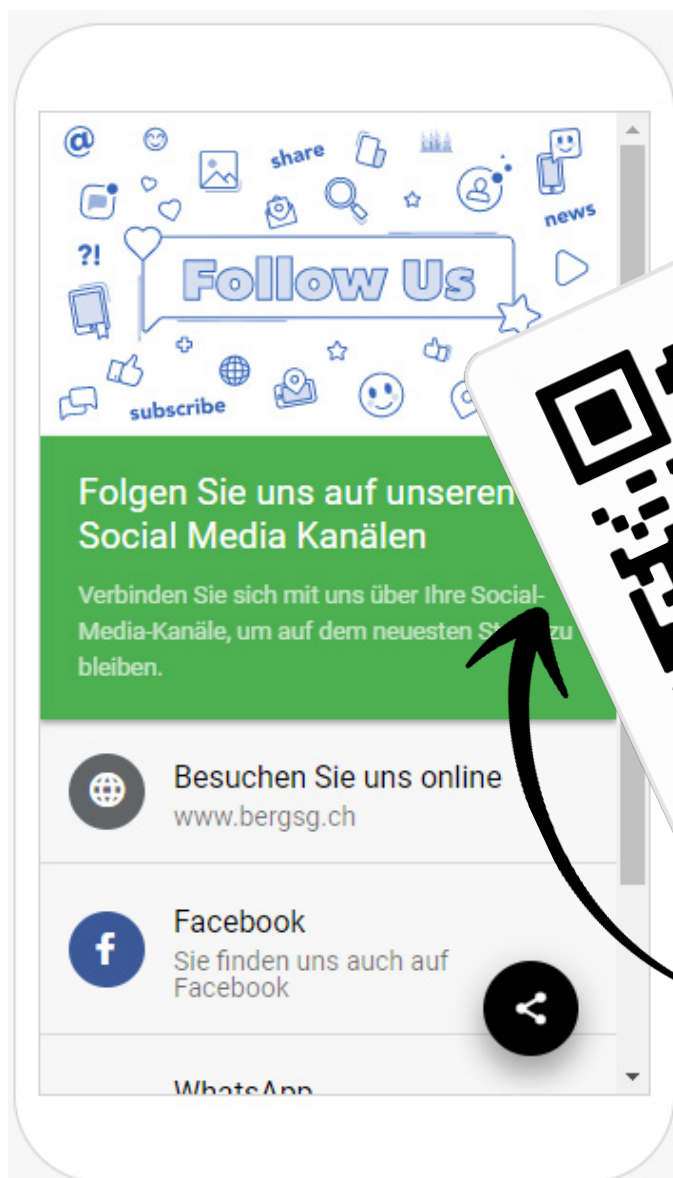 @
share
news
?!
Follow Us
subscribe
Folgen Sie uns auf unseren
Social Media Kanälen
Verbinden Sie sich mit uns über Ihre Social-
Media-Kanäle, um auf dem neuesten zu
bleiben.
Besuchen Sie uns online
www.bergsg.ch
f
Facebook
Sie finden uns auch auf
Facebook
WhatsApp